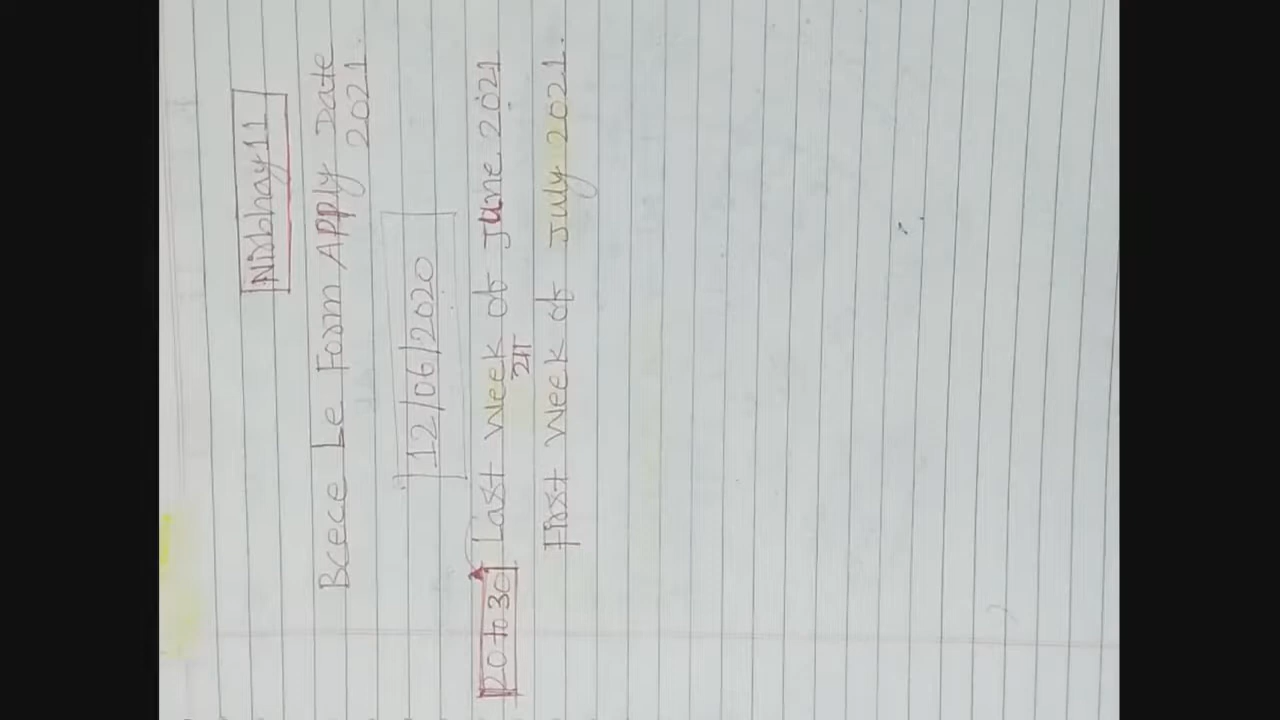 Nirbhay11
Bcece Le Form Apply Date
2021.
12/06/2020
20 to 30 Last week of June 2021
या
First week of July 2021.